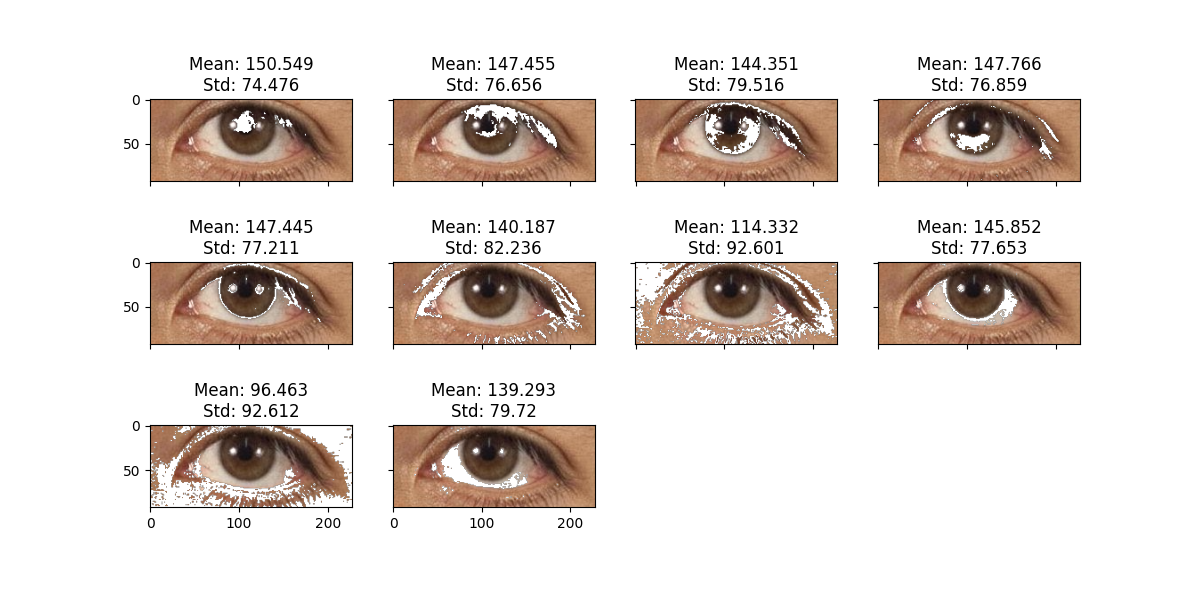 Mean: 150.549
Std: 74.476
Mean: 147.455
Std: 76.656
Mean: 144.351
Std: 79.516
Mean: 147.766
Std: 76.859
0
50
Mean: 147.445
Std: 77.211
Mean: 140.187
Std: 82.236
Mean: 114.332
Std: 92.601
Mean: 145.852
Std: 77.653
0
50
Mean: 96.463
Std: 92.612
Mean: 139.293
Std: 79.72
0
50
0 100 200
0 100 200